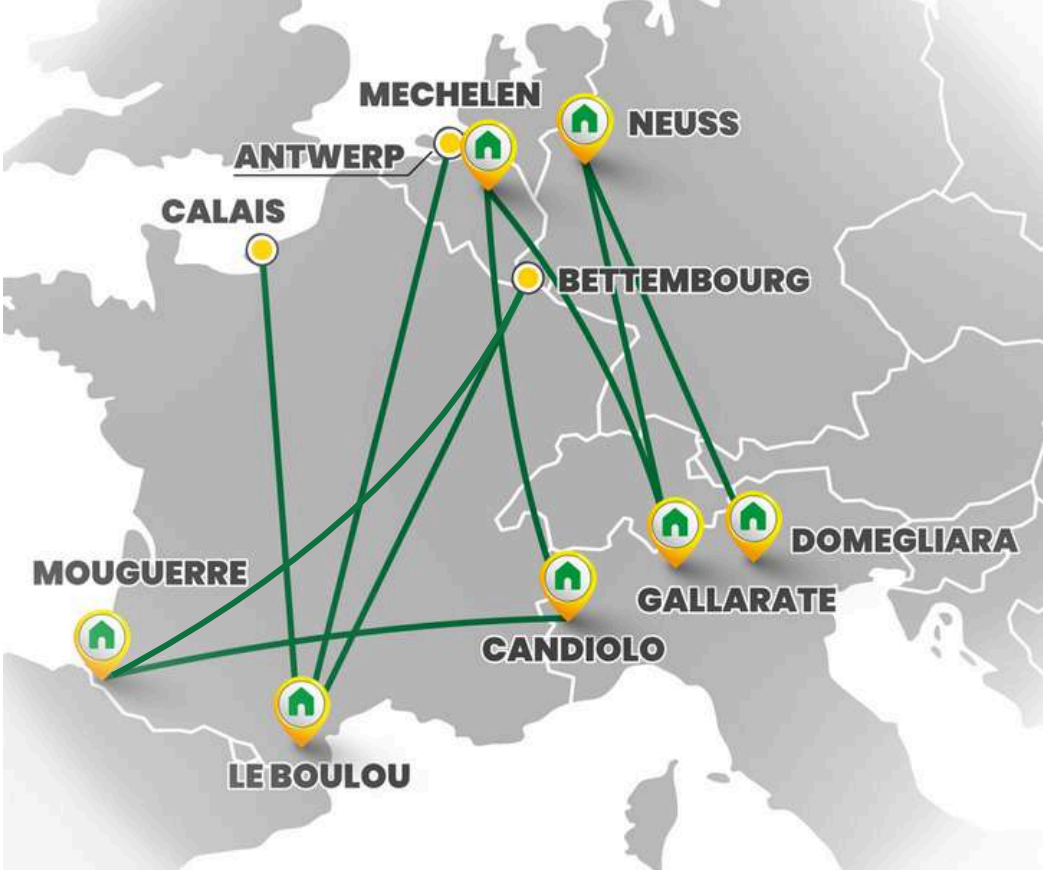 MECHELEN
NEUSS
ANTWERP
CALAIS
BETTEMBOURG
DOMEGLIARA
MOUGUERRE
GALLARATE
CANDIOLO
LE BOULOU